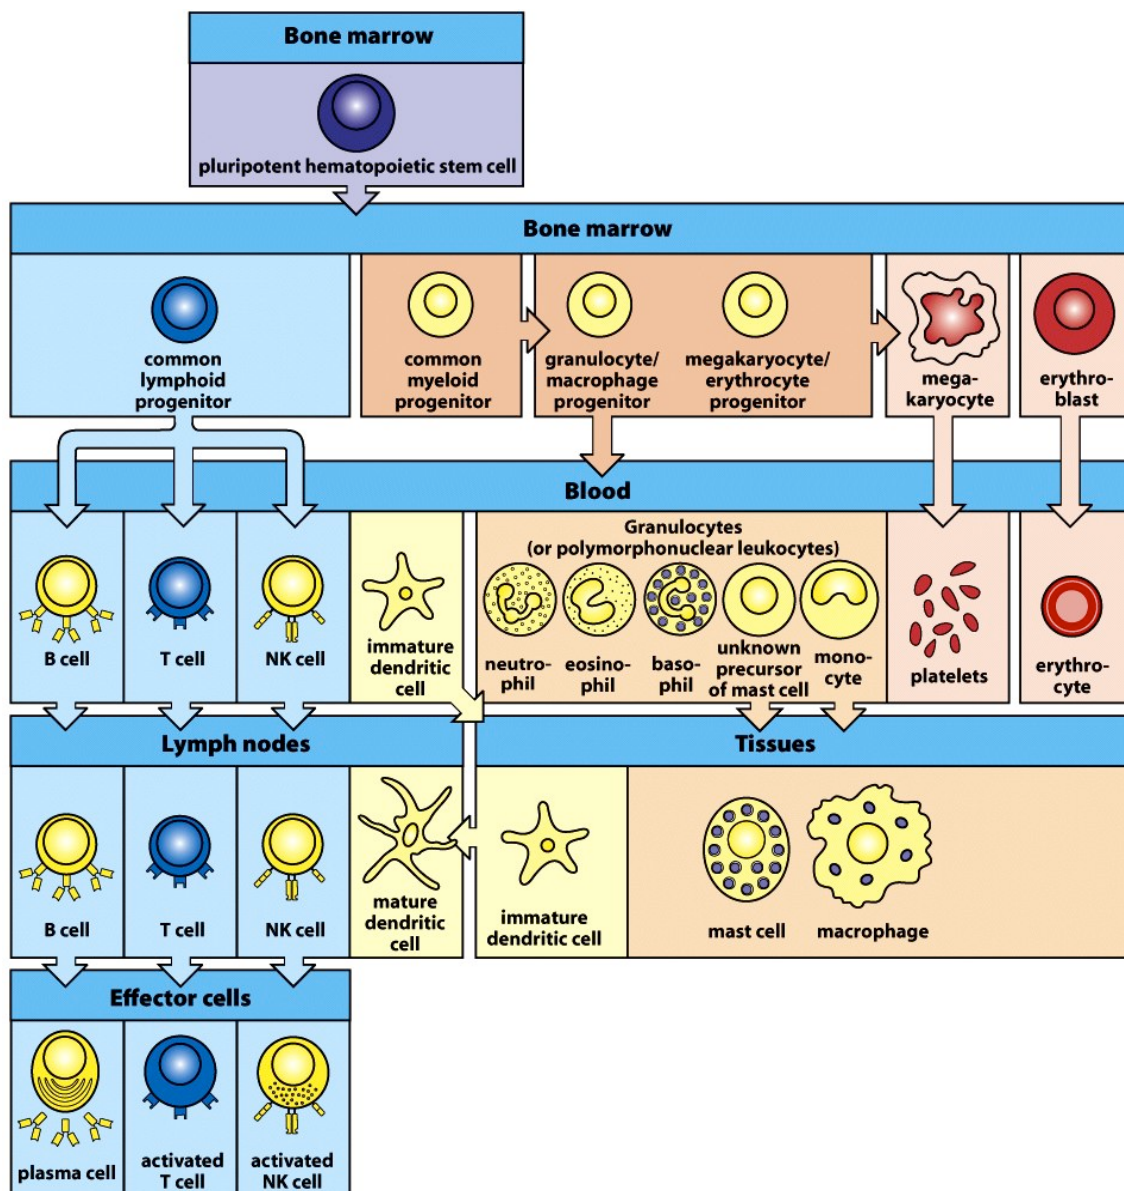 Bone marrow
pluripotent hematopoietic stem cell
Bone marrow
common
lymphoid
progenitor
common
myeloid
progenitor
granulocyte/
macrophage
progenitor
megakaryocyte/
erythrocyte
progenitor
mega-
karyocyte
erythro-
blast
Blood
B cell
T cell
NK cell
immature
dendritic
cell
Granulocytes
(or polymorphonuclear leukocytes)
neutro-
phil
eosino-
phil
baso-
phil
unknown
precursor
of mast cell
mono-
cyte
platelets
erythro-
cyte
Lymph nodes
B cell
T cell
NK cell
mature
dendritic
cell
Tissues
immature
dendritic cell
mast cell
macrophage
Effector cells
plasma cell
activated
T cell
activated
NK cell